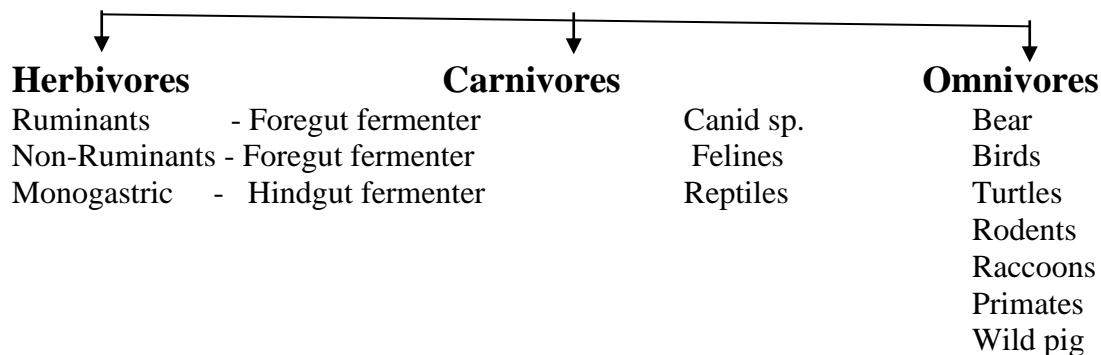 Herbivores Carnivores Omnivores
Ruminants - Foregut fermenter Canid sp. Bear
Non-Ruminants - Foregut fermenter Felines Birds
Monogastric - Hindgut fermenter Reptiles Turtles
Rodents
Raccoons
Primates
Wild pig